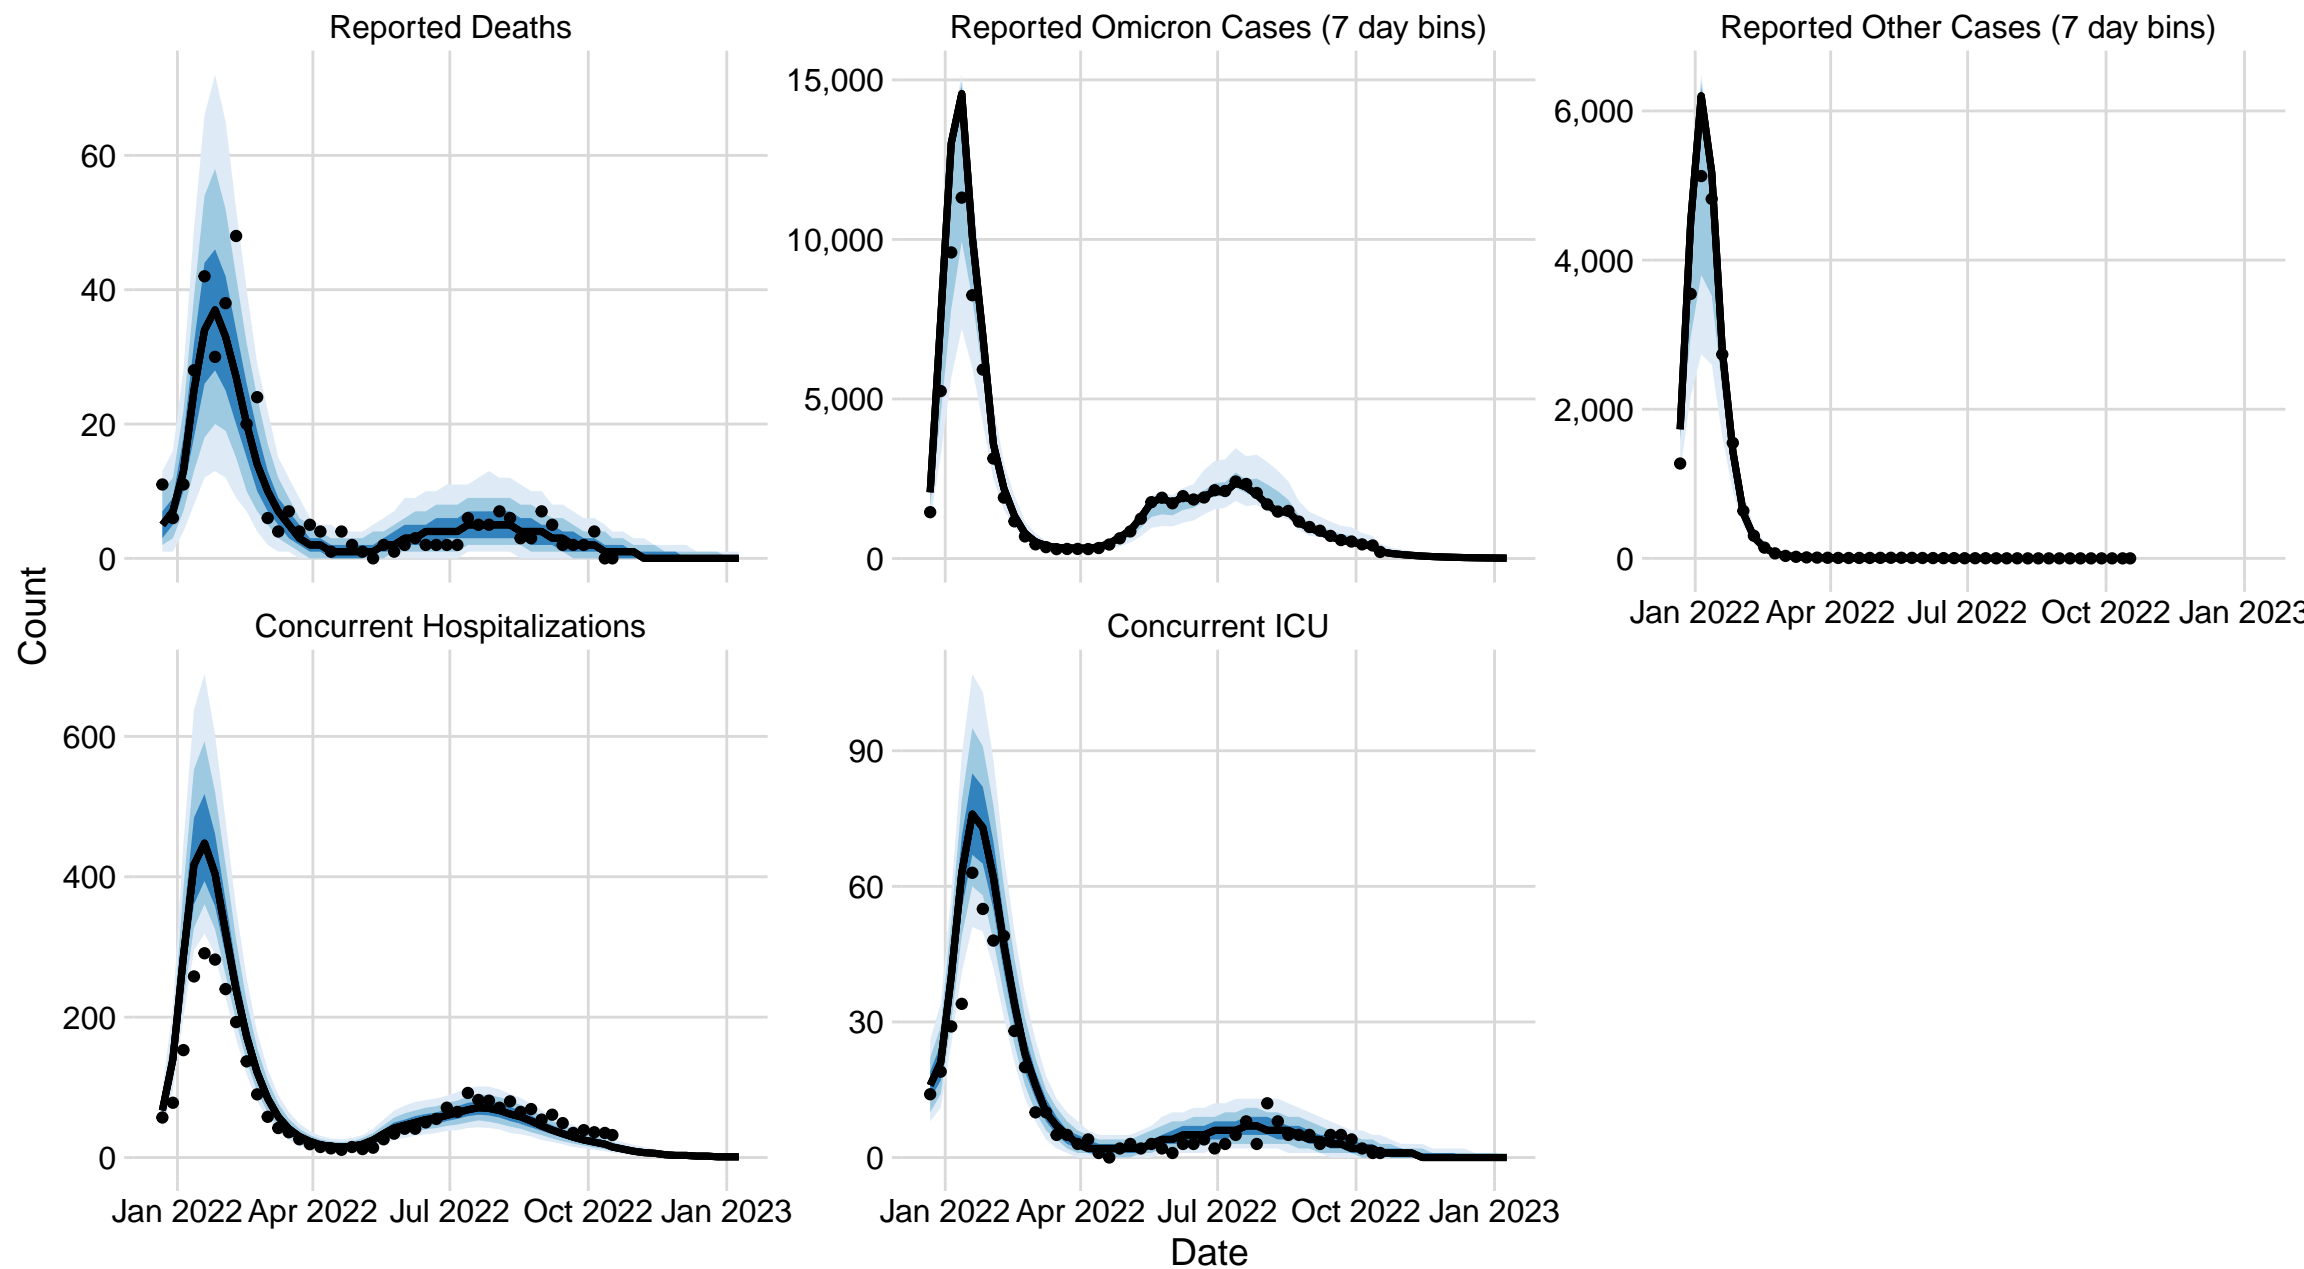 Reported Deaths
Reported Omicron Cases (7 day bins)
Reported Other Cases (7 day bins)
60
40
20
0
15,000
10,000
5,000
0
6,000
4,000
2,000
0
Jan 2022 Apr 2022 Jul 2022 Oct 2022 Jan 2023
Count
Concurrent Hospitalizations
Concurrent ICU
600
400
200
0
90
60
30
0
Jan 2022 Apr 2022 Jul 2022 Oct 2022 Jan 2023
Jan 2022 Apr 2022 Jul 2022 Oct 2022 Jan 2023
Date